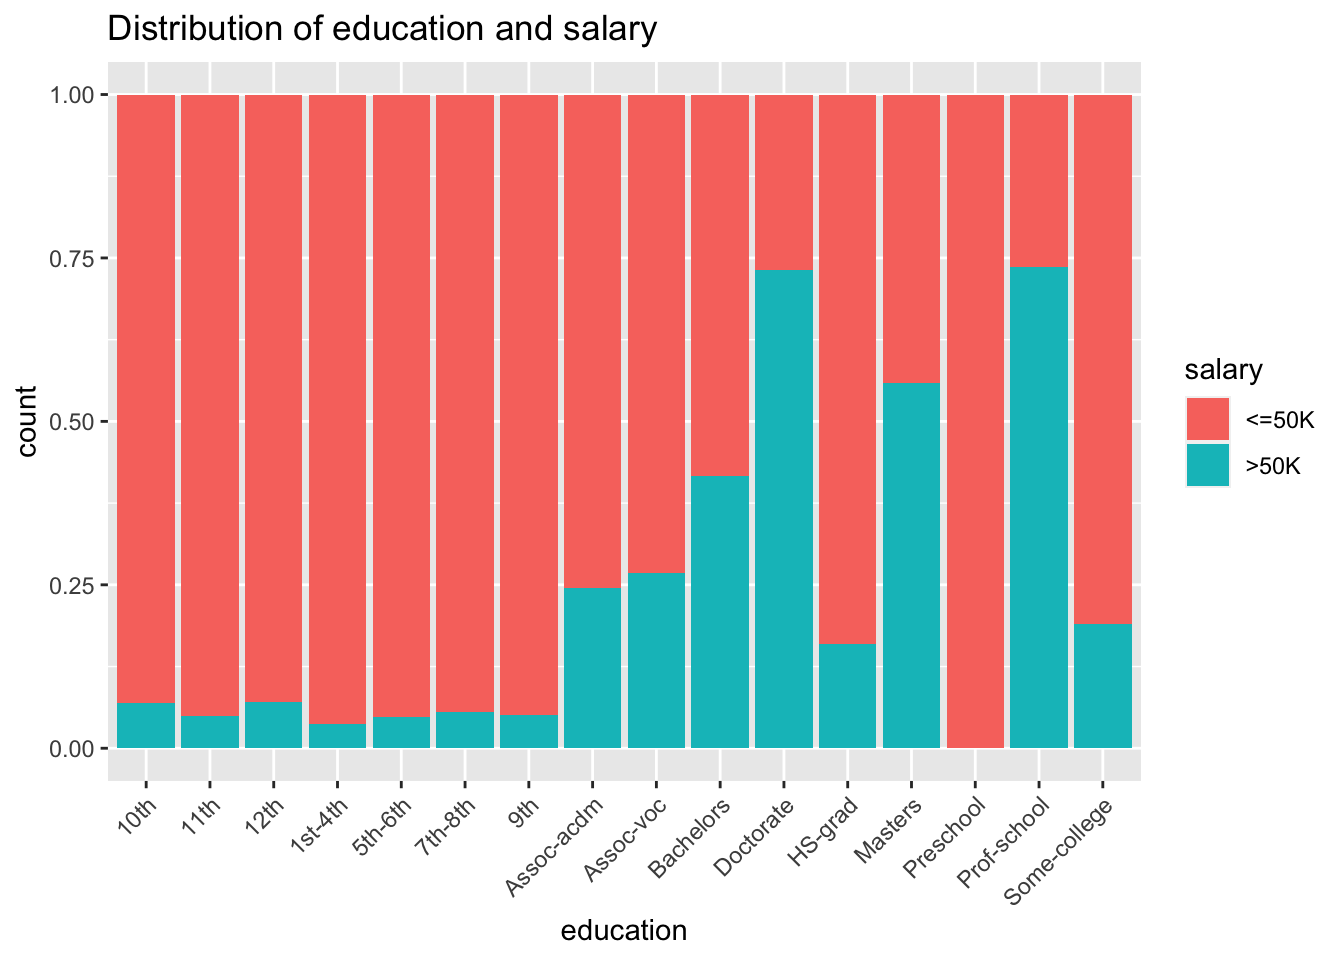 Distribution of education and salary
1.00
0.75
0.50
0.25
0.00
count
10th
11th
12th
1st-4th
5th-6th
7th-8th
9th
Assoc-acdm
Assoc-voc
Bachelors
Doctorate
HS-grad
Masters
Preschool
Prof-school
Some-college
education
salary
<=50K
>50K